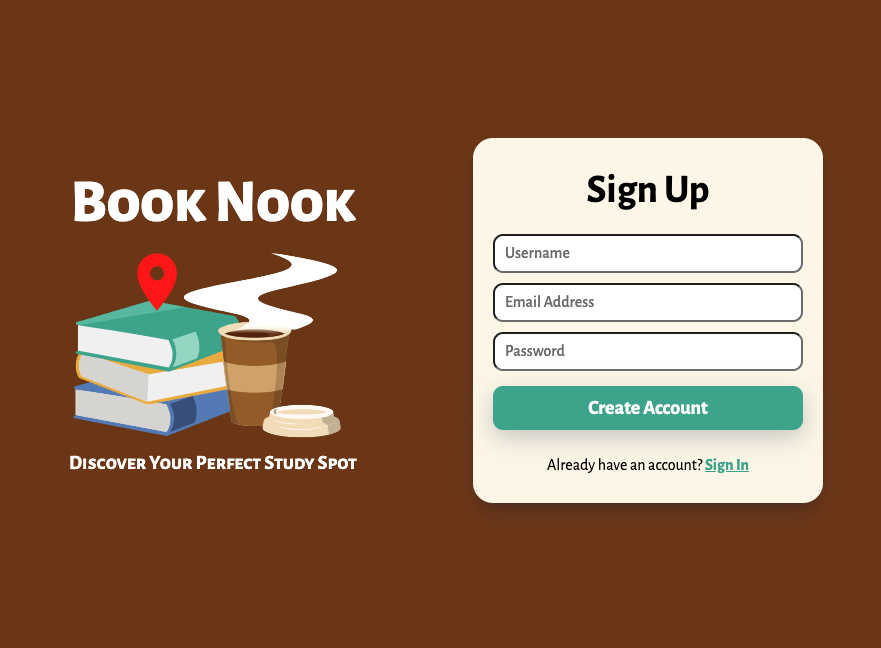 Book Nook
Discover Your Perfect Study Spot
Sign Up
Username
Email Address
Password
Create Account
Already have an account? Sign In